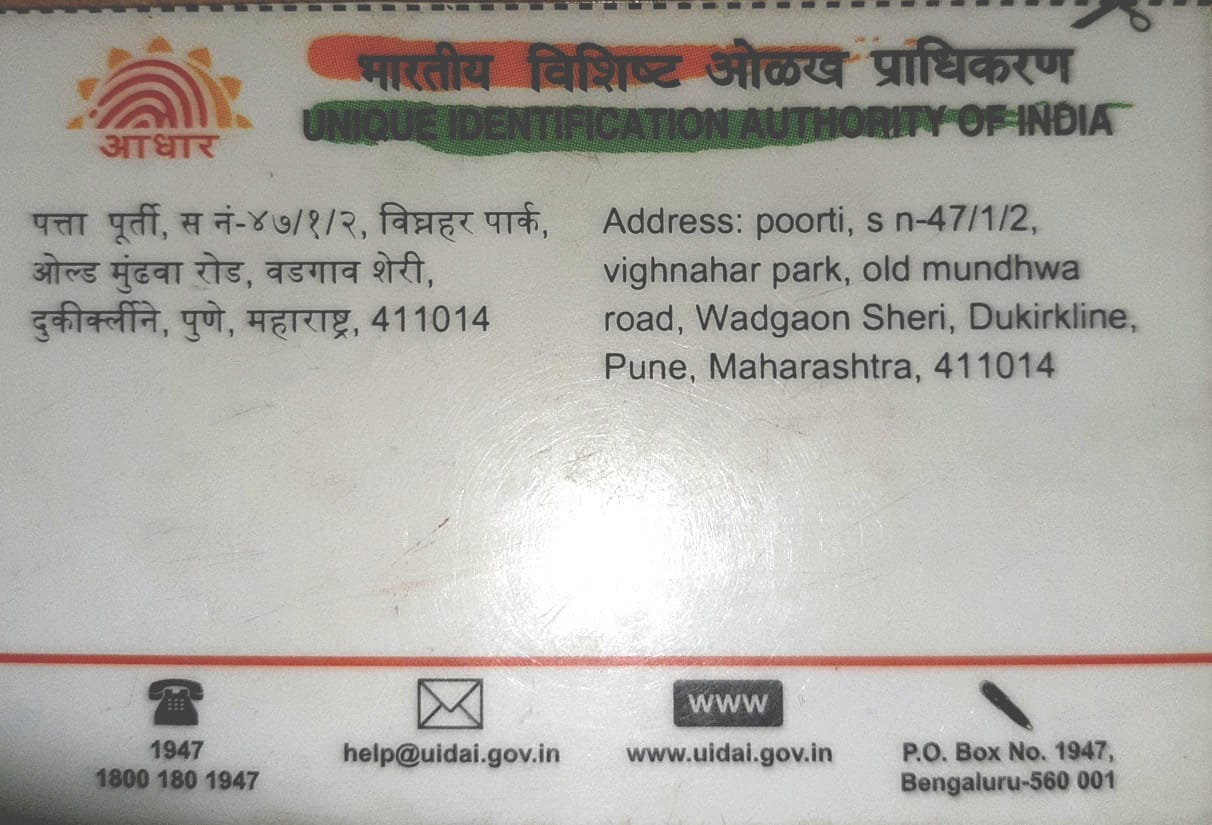 भारतीय विशिष्ट ओळख प्राधिकरण
UNIQUE IDENTIFICATION AUTHORITY OF INDIA
आधार
पत्ता पूर्ती, स नं-४७/१/२, विघ्नहर पार्क,
ओल्ड मुंढवा रोड, वडगाव शेरी,
दुकीर्क्लीने, पुणे, महाराष्ट्र, 411014
Address: poorti, s n-47/1/2,
vighnahar park, old mundhwa
road, Wadgaon Sheri, Dukirkline,
Pune, Maharashtra, 411014
1947
1800 180 1947
help@uidai.gov.in
www
www.uidai.gov.in
P.O. Box No. 1947,
Bengaluru-560 001